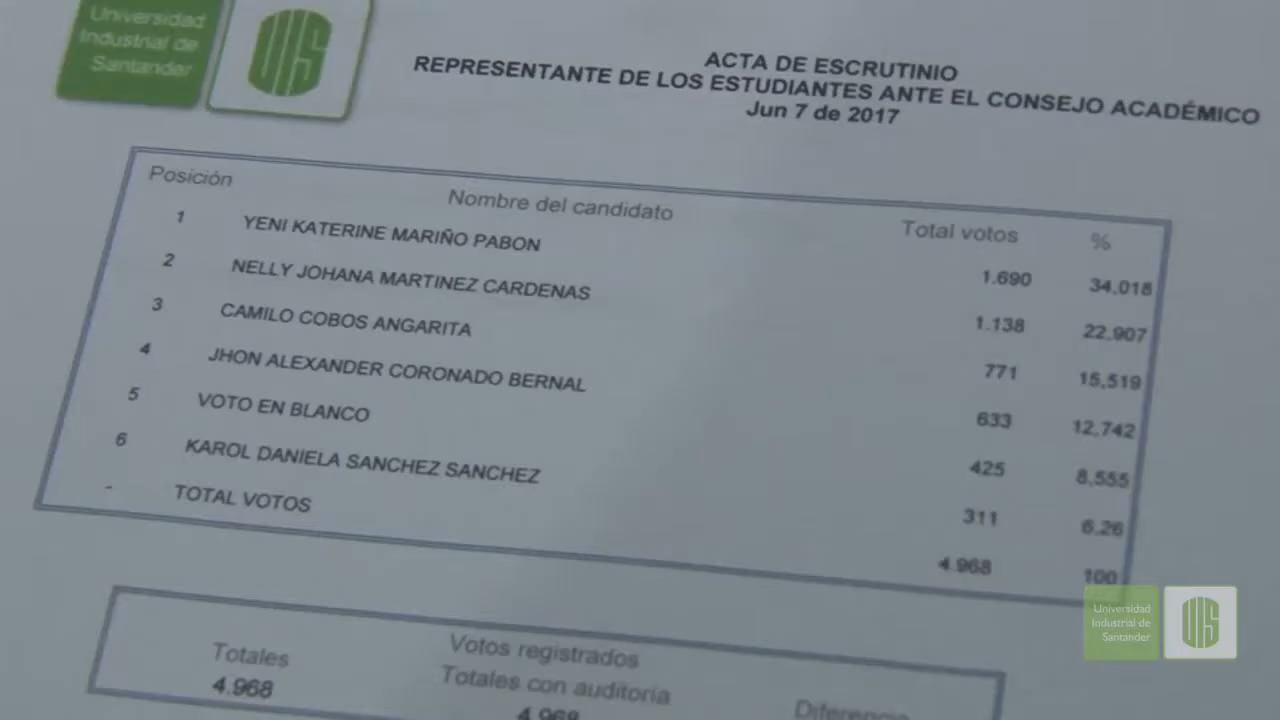 Universidad
Industrial de
Santander
UIS
ACTA DE ESCRUTINIO
REPRESENTANTE DE LOS ESTUDIANTES ANTE EL CONSEJO ACADÉMICO
Jun 7 de 2017
Posición Nombre del candidato Total votos %
1 YENI KATERINE MARIÑO PABON 1.690 34,018
2 NELLY JOHANA MARTINEZ CARDENAS 1.138 22,907
3 CAMILO COBOS ANGARITA 771 15,519
4 JHON ALEXANDER CORONADO BERNAL 633 12,742
5 VOTO EN BLANCO 425 8,555
6 KAROL DANIELA SANCHEZ SANCHEZ 311 6,26
- TOTAL VOTOS 4.968 100
Votos registrados
Totales Totales con auditoria Diferencia
4.968 4.968
Universidad
Industrial de
Santander
UIS